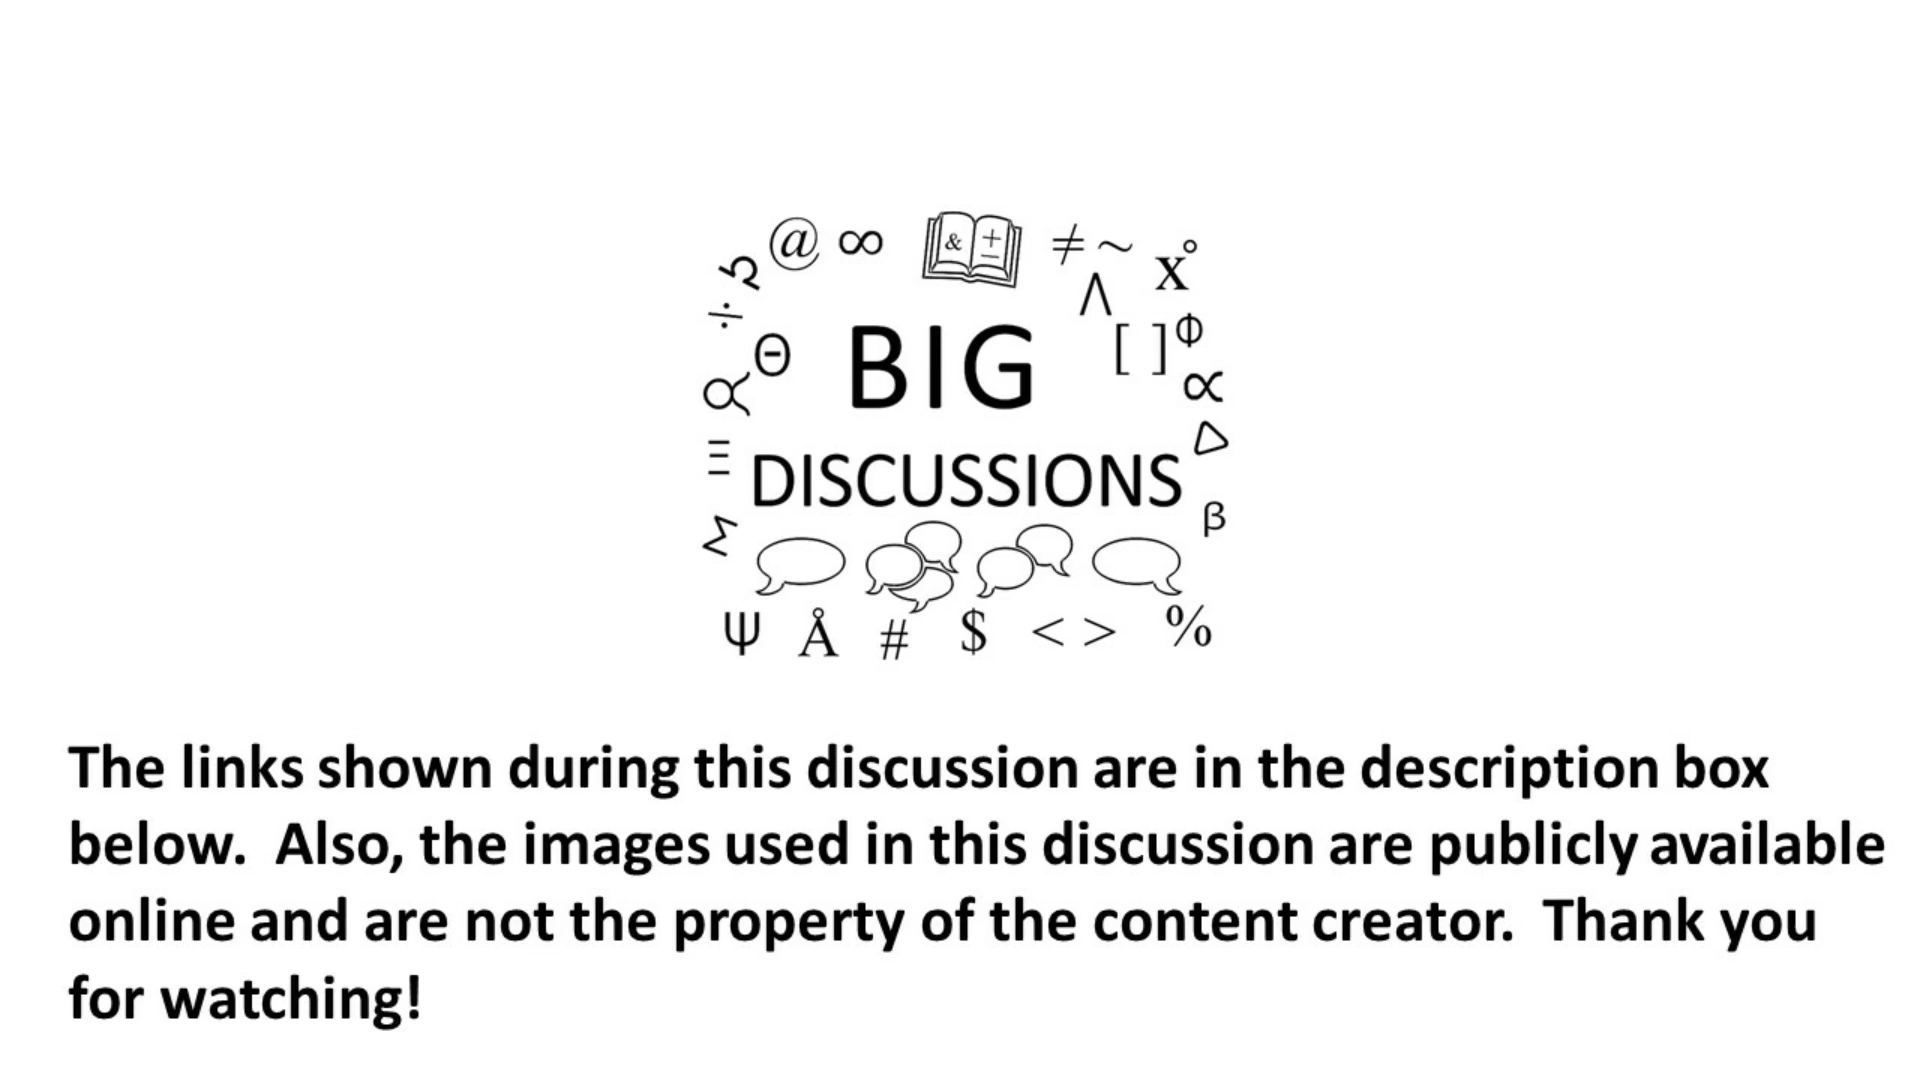 @ ∞ & ± ≠ ~ x°
÷ Λ
Θ BIG [ ] Φ
∝
Ξ DISCUSSIONS Δ
Σ β
Ψ Å # $ < > %
The links shown during this discussion are in the description box
below.  Also, the images used in this discussion are publicly available
online and are not the property of the content creator.  Thank you
for watching!